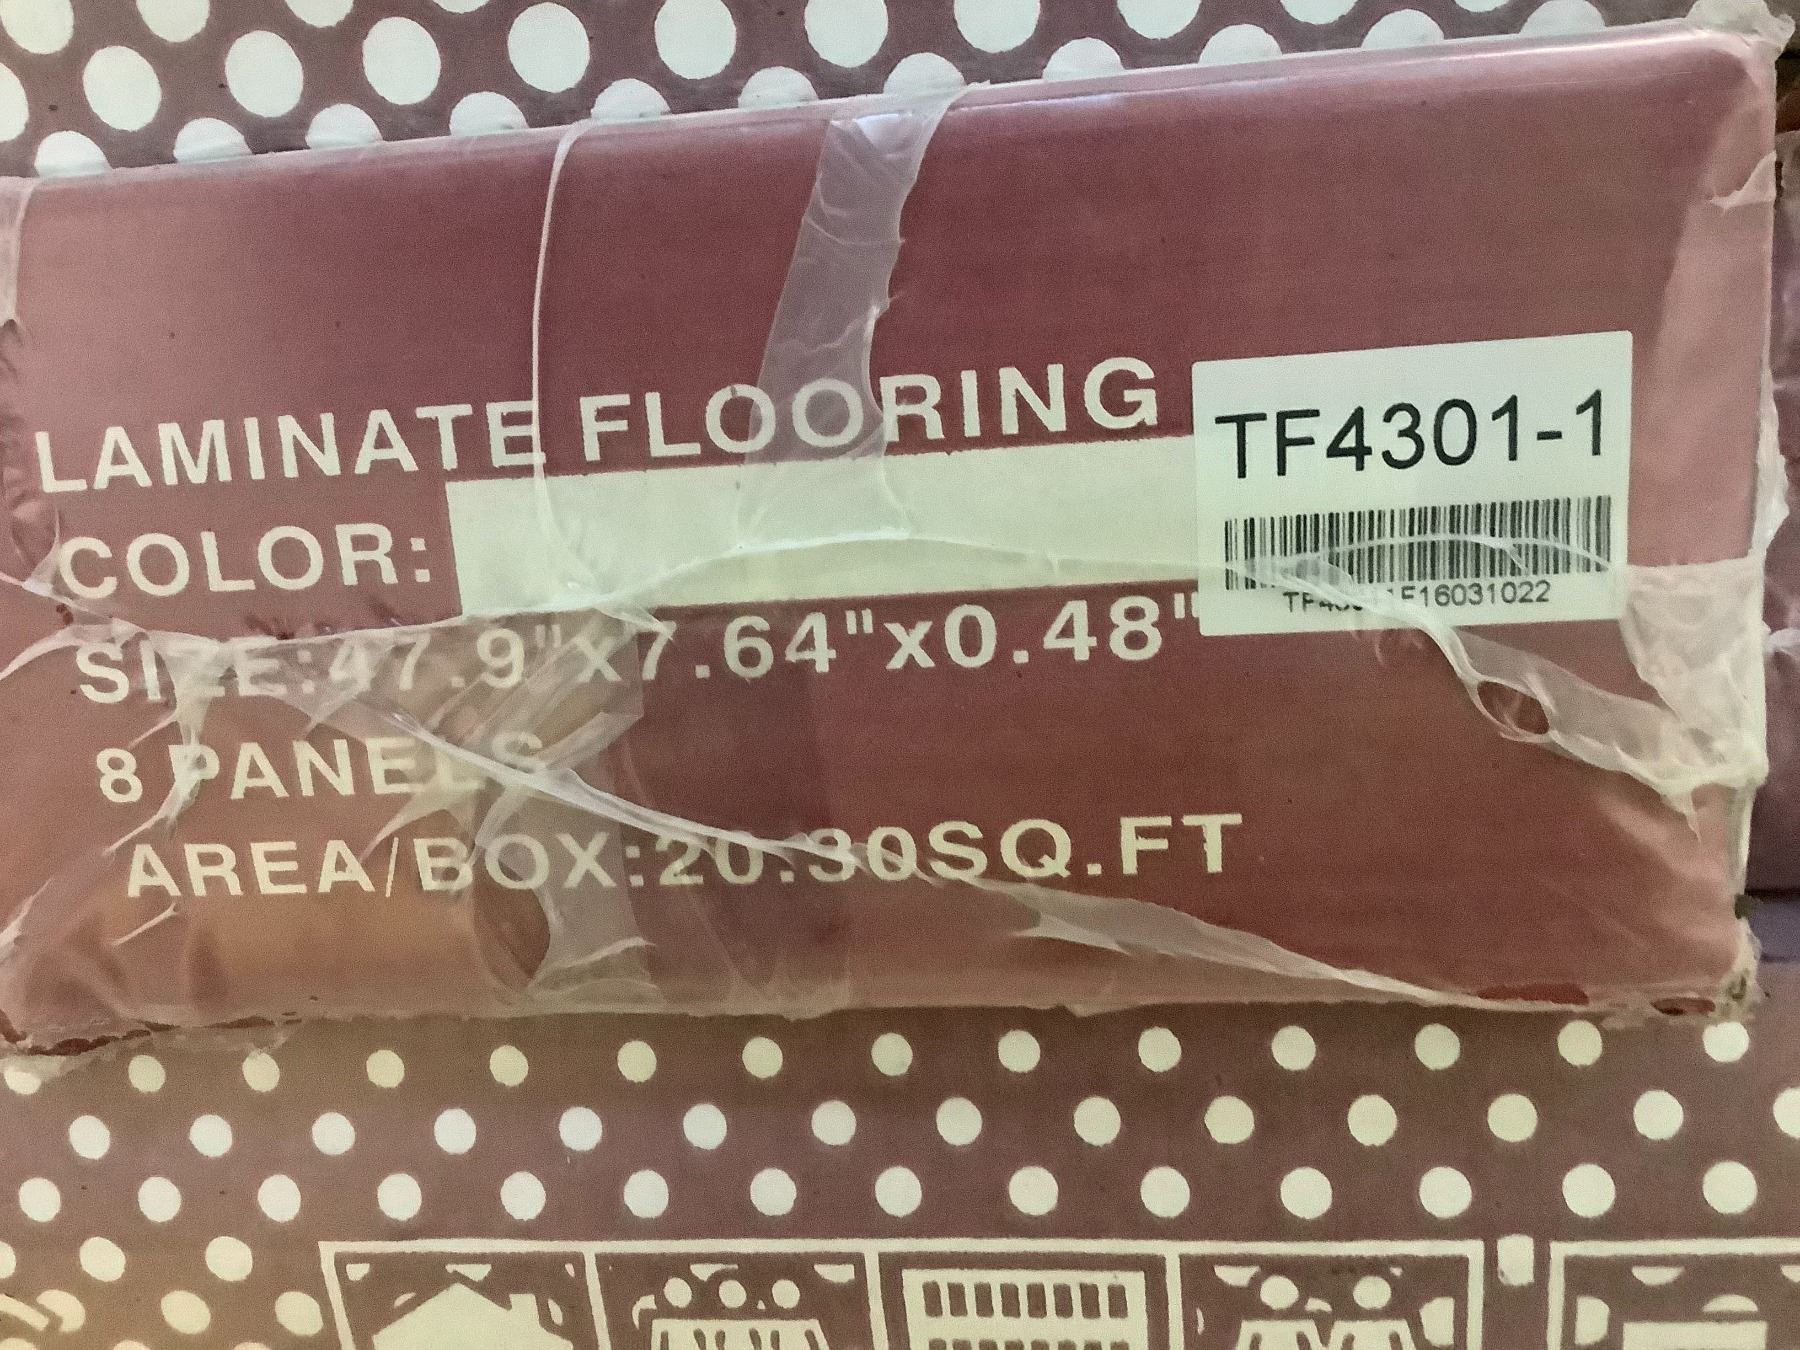 LAMINATE FLOORING
TF4301-1
COLOR:
SIZE:47.9"x7.64"x0.48"
8 PANELS
AREA/BOX:20.30SQ.FT